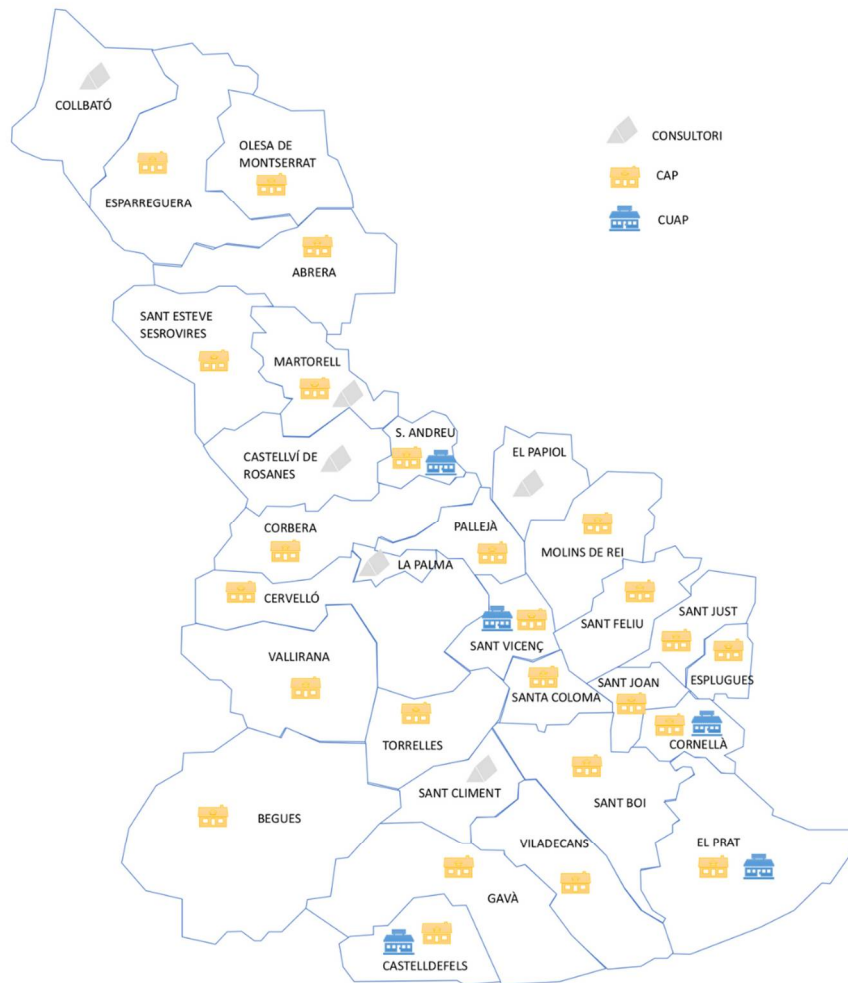 COLLBATÓ
OLESA DE
MONTSERRAT
ESPARREGUERA
ABRERA
CONSULTORI
CAP
CUAP
SANT ESTEVE
SESROVIRES
MARTORELL
S. ANDREU
CASTELLVÍ DE
ROSANES
EL PAPIOL
CORBERA
PALLEJÀ
MOLINS DE REI
LA PALMA
CERVELLÓ
SANT VICENÇ
SANT FELIU
SANT JUST
VALLIRANA
SANTA COLOMA
SANT JOAN
ESPLUGUES
TORRELLES
CORNELLÀ
SANT CLIMENT
SANT BOI
BEGUES
VILADECANS
EL PRAT
GAVÀ
CASTELLDEFELS